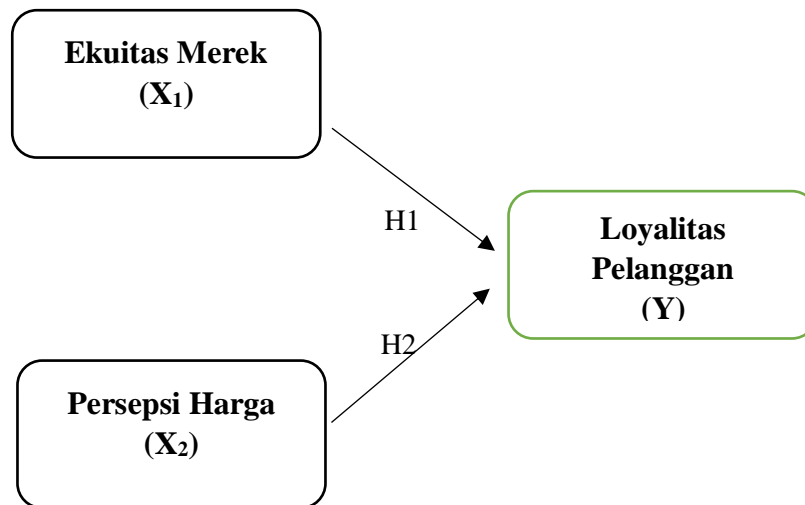 Ekuitas Merek
(X₁)
H1
Loyalitas
Pelanggan
(Y)
H2
Persepsi Harga
(X₂)